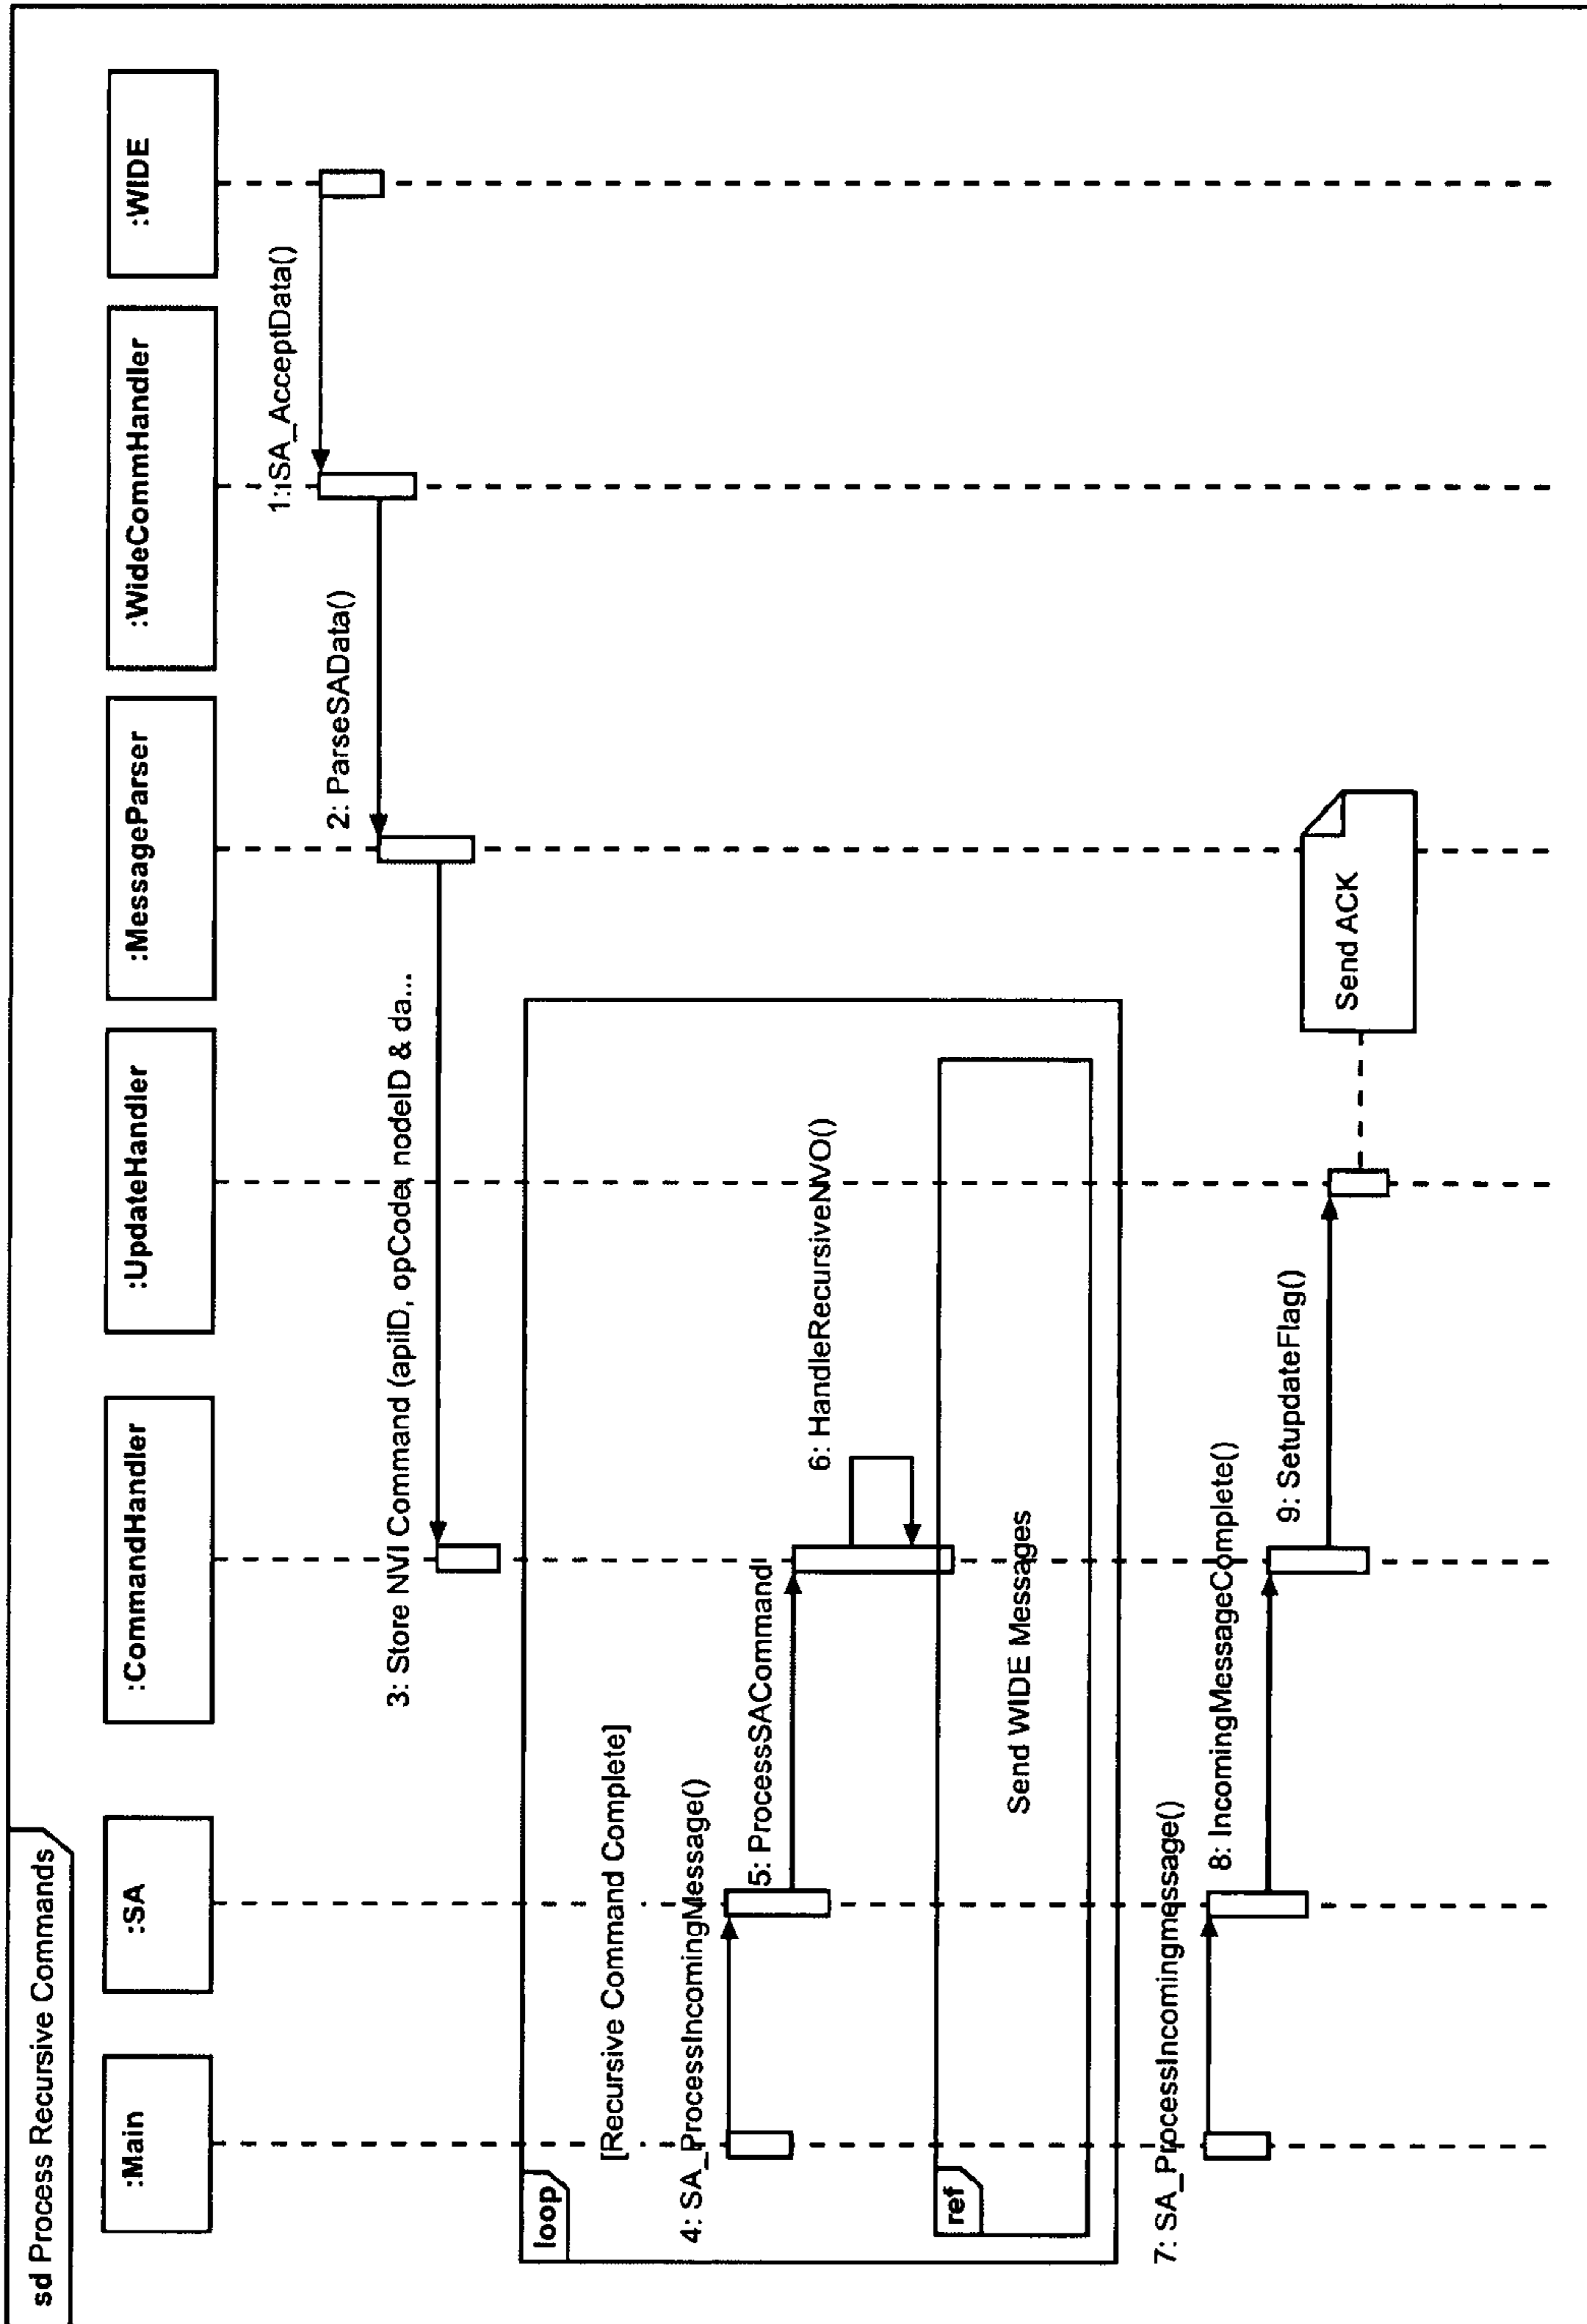 sd Process Recursive Commands
:Main
:SA
:CommandHandler
:UpdateHandler
:MessageParser
:WideCommHandler
:WIDE
1:iSA_AcceptData()
2: ParseSAData()
3: Store NVI Command (apiID, opCode, nodeID & da...
loop
[Recursive Command Complete]
4: SA_ProcessIncomingMessage()
5: ProcessSACommand
6: HandleRecursiveNVO()
ref
Send WIDE Messages
7: SA_ProcessIncomingmessage()
8: IncomingMessageComplete()
9: SetupdateFlag()
Send ACK